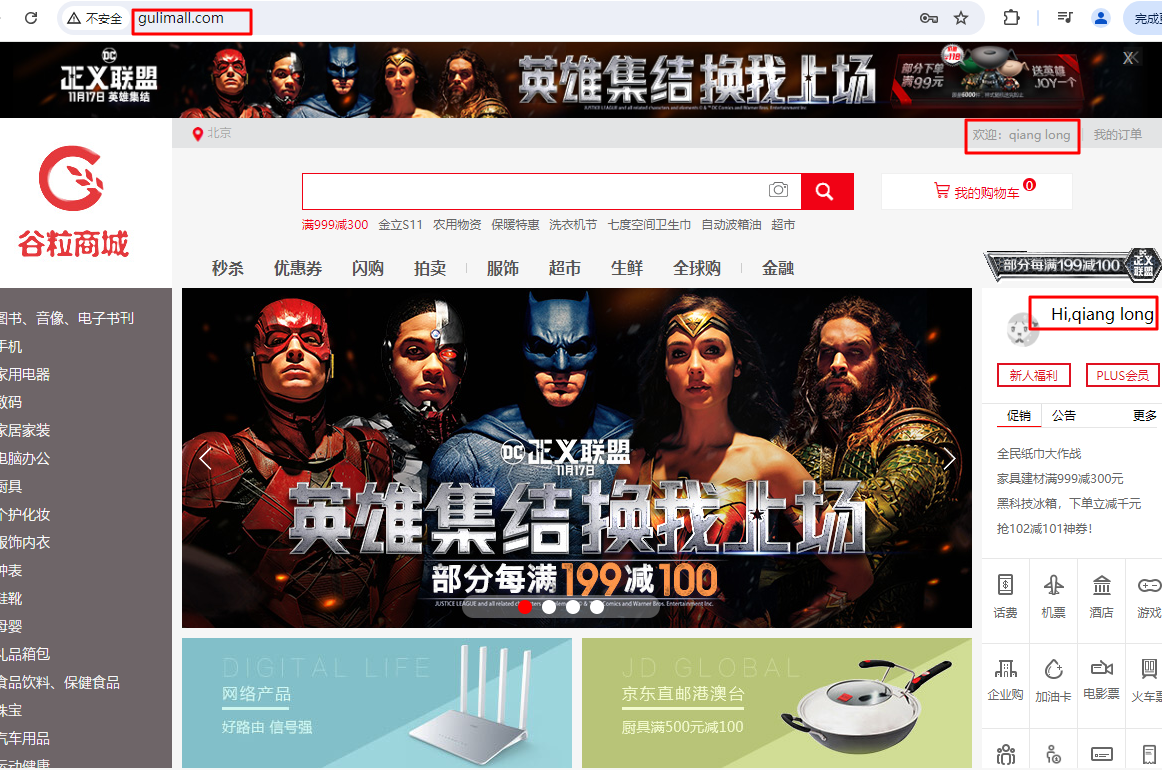 不安全 gulimall.com
完成
DC
正义联盟
11月17日 英雄集结
英雄集结 换我上场
部分下单
满99元
送英雄
JOY一个
X
北京
欢迎：qiang long 我的订单
谷粒商城
我的购物车 0
满999减300 金立S11 农用物资 保暖特惠 洗衣机节 七度空间卫生巾 自动波箱油 超市
秒杀 优惠券 闪购 拍卖 服饰 超市 生鲜 全球购 金融
部分每满199减100 正义联盟
图书、音像、电子书刊
手机
家用电器
数码
家居家装
电脑办公
厨具
个护化妆
服饰内衣
钟表
鞋靴
母婴
礼品箱包
食品饮料、保健食品
珠宝
汽车用品
运动健康
DC 正义联盟
11月17日
英雄集结 换我上场
部分每满199减100
Hi,qiang long
新人福利 PLUS会员
促销 公告 更多
全民纸巾大作战
家具建材满999减300元
黑科技冰箱，下单立减千元
抢102减101神券！
话费 机票 酒店 游戏
企业购 加油卡 电影票 火车票
DIGITAL LIFE
网络产品
好路由 信号强
JD GLOBAL
京东直邮港澳台
厨具满500元减100